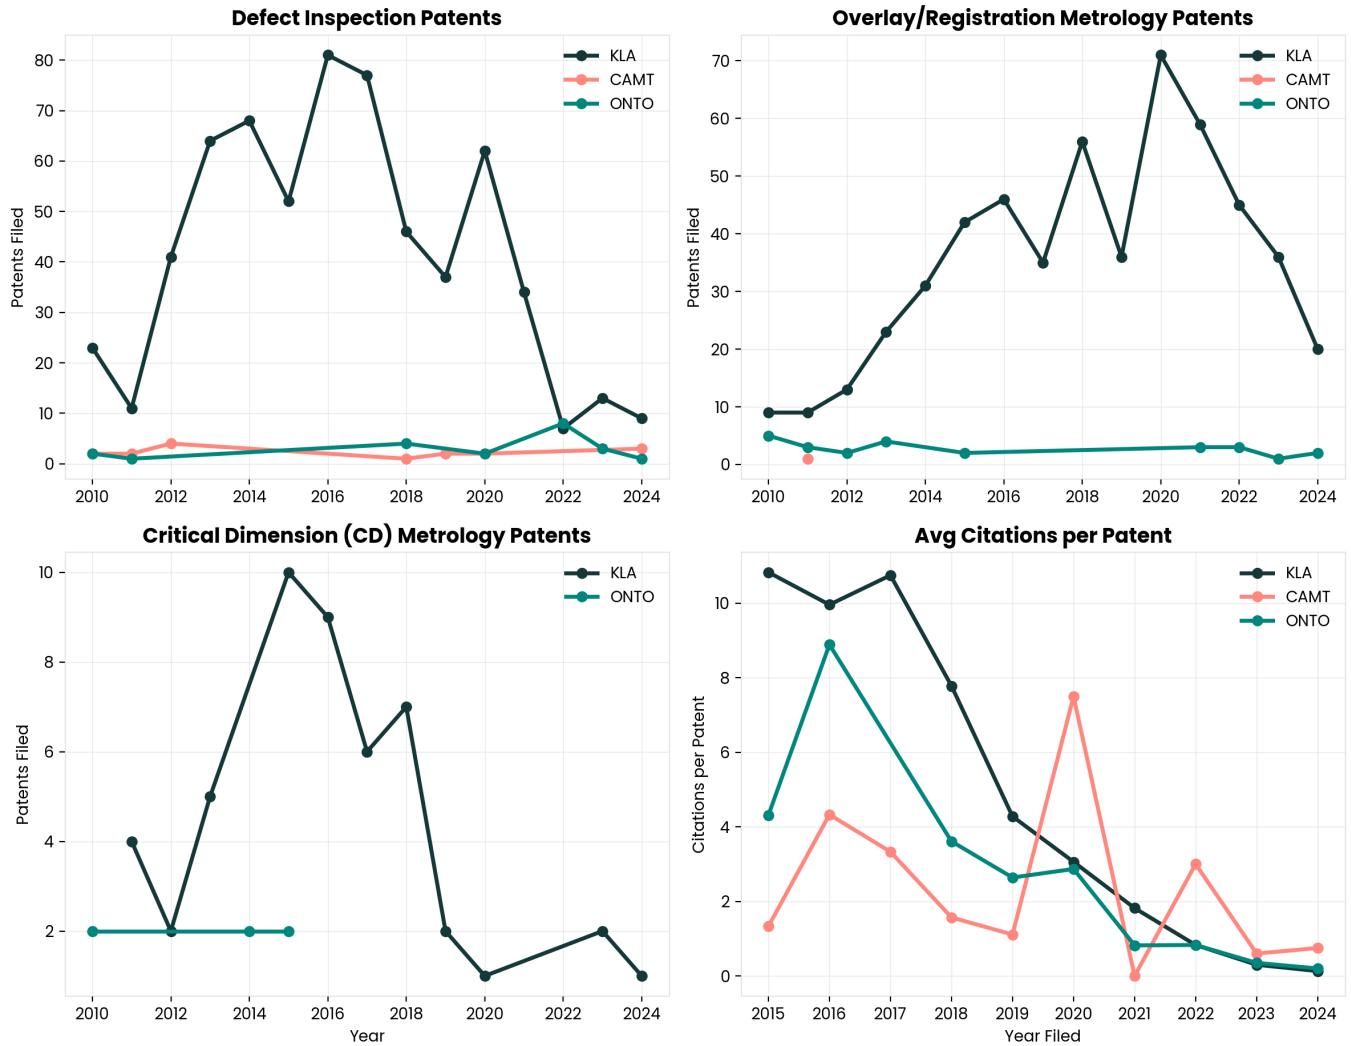 Defect Inspection Patents
Patents Filed
80
70
60
50
40
30
20
10
0
2010 2012 2014 2016 2018 2020 2022 2024
KLA
CAMT
ONTO
Overlay/Registration Metrology Patents
Patents Filed
70
60
50
40
30
20
10
0
2010 2012 2014 2016 2018 2020 2022 2024
KLA
CAMT
ONTO
Critical Dimension (CD) Metrology Patents
Patents Filed
10
8
6
4
2
2010 2012 2014 2016 2018 2020 2022 2024
Year
KLA
ONTO
Avg Citations per Patent
Citations per Patent
10
8
6
4
2
0
2015 2016 2017 2018 2019 2020 2021 2022 2023 2024
Year Filed
KLA
CAMT
ONTO